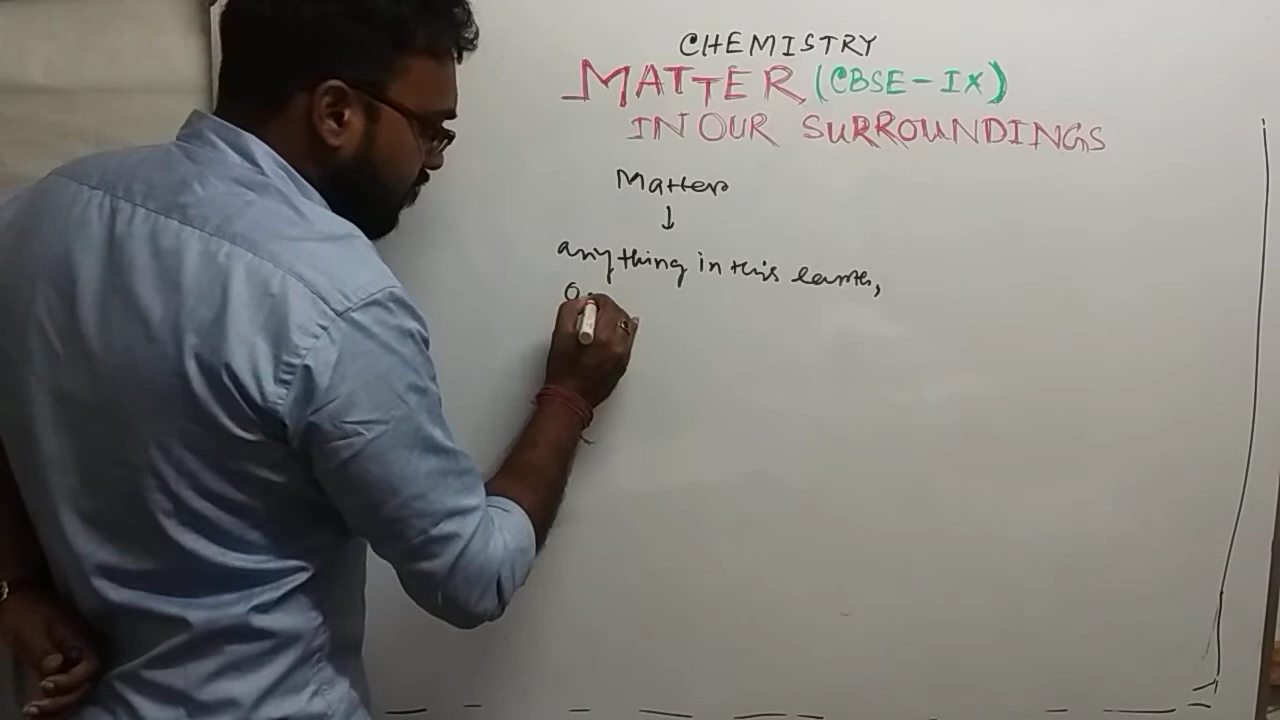 CHEMISTRY
MATTER (CBSE-IX)
IN OUR SURROUNDINGS
Matter
↓
anything in this earth,